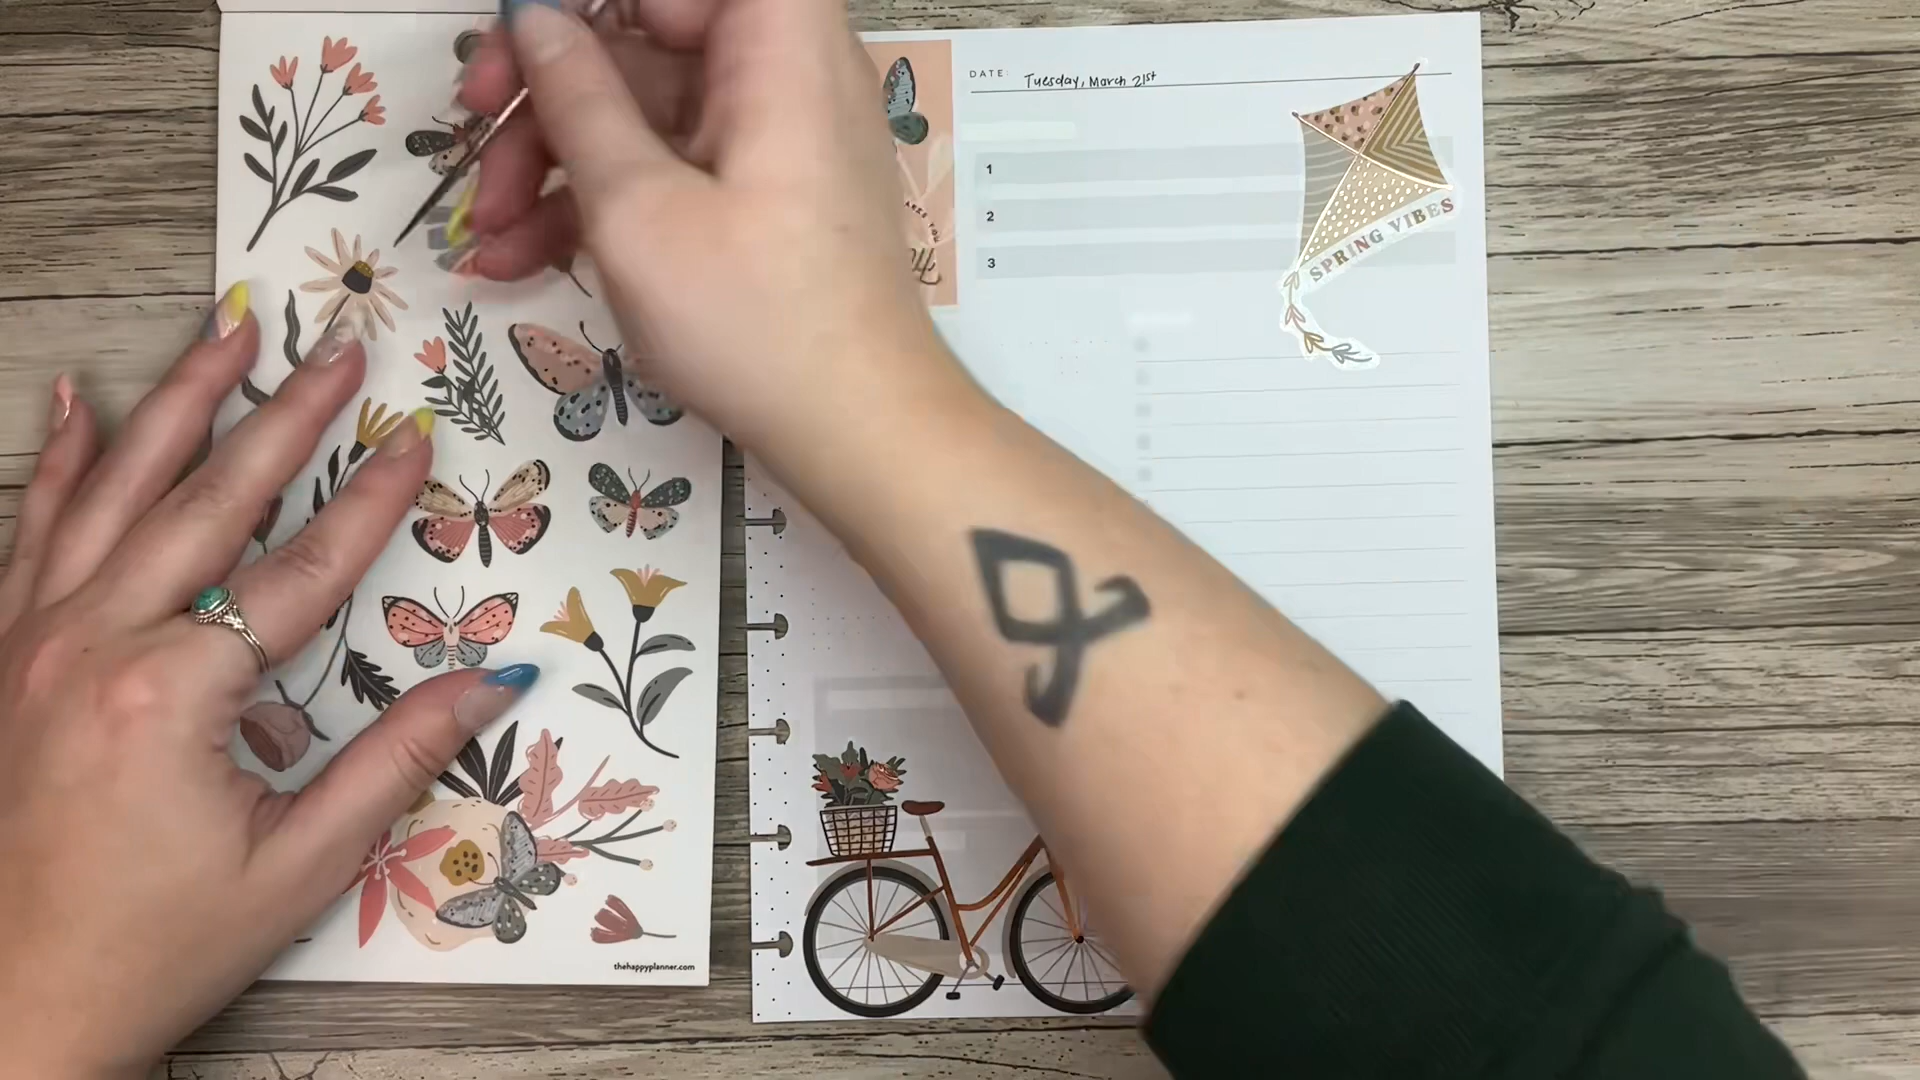 DATE:
Tuesday, March 21st
1
2
3
SPRING VIBES
thehappyplanner.com